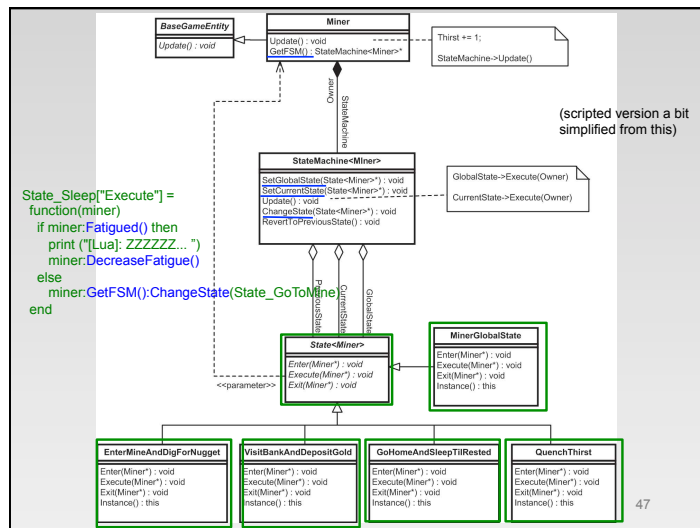 BaseGameEntity
Update() : void
Miner
Update() : void
GetFSM() : StateMachine<Miner>*
Thirst += 1;
StateMachine->Update()
Owner
StateMachine
(scripted version a bit
simplified from this)
StateMachine<MIner>
SetGlobalState(State<Miner>*) : void
SetCurrentState(State<Miner>*) : void
Update() : void
ChangeState(State<Miner>*) : void
RevertToPreviousState() : void
GlobalState->Execute(Owner)
CurrentState->Execute(Owner)
State_Sleep["Execute"] =
function(miner)
if miner:Fatigued() then
print ("[Lua]: ZZZZZZ... ")
miner:DecreaseFatigue()
else
miner:GetFSM():ChangeState(State_GoToMine)
end
PreviousState
CurrentState
GlobalState
State<Miner>
Enter(Miner*) : void
Execute(Miner*) : void
Exit(Miner*) : void
<<parameter>>
MinerGlobalState
Enter(Miner*) : void
Execute(Miner*) : void
Exit(Miner*) : void
Instance() : this
EnterMineAndDigForNugget
Enter(Miner*) : void
Execute(Miner*) : void
Exit(Miner*) : void
Instance() : this
VisitBankAndDepositGold
Enter(Miner*) : void
Execute(Miner*) : void
Exit(Miner*) : void
Instance() : this
GoHomeAndSleepTilRested
Enter(Miner*) : void
Execute(Miner*) : void
Exit(Miner*) : void
Instance() : this
QuenchThirst
Enter(Miner*) : void
Execute(Miner*) : void
Exit(Miner*) : void
Instance() : this
47